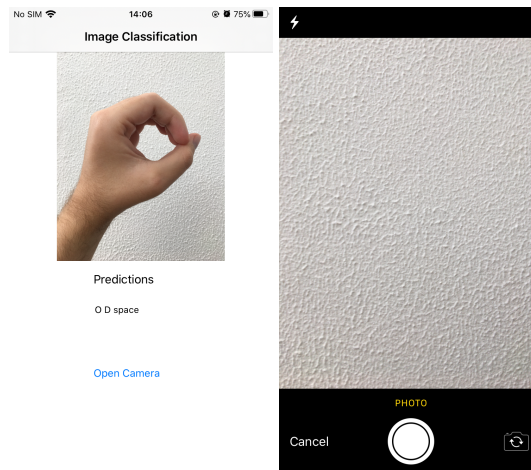 No SIM 14:06 75%
Image Classification
Predictions
O D space
Open Camera
PHOTO
Cancel